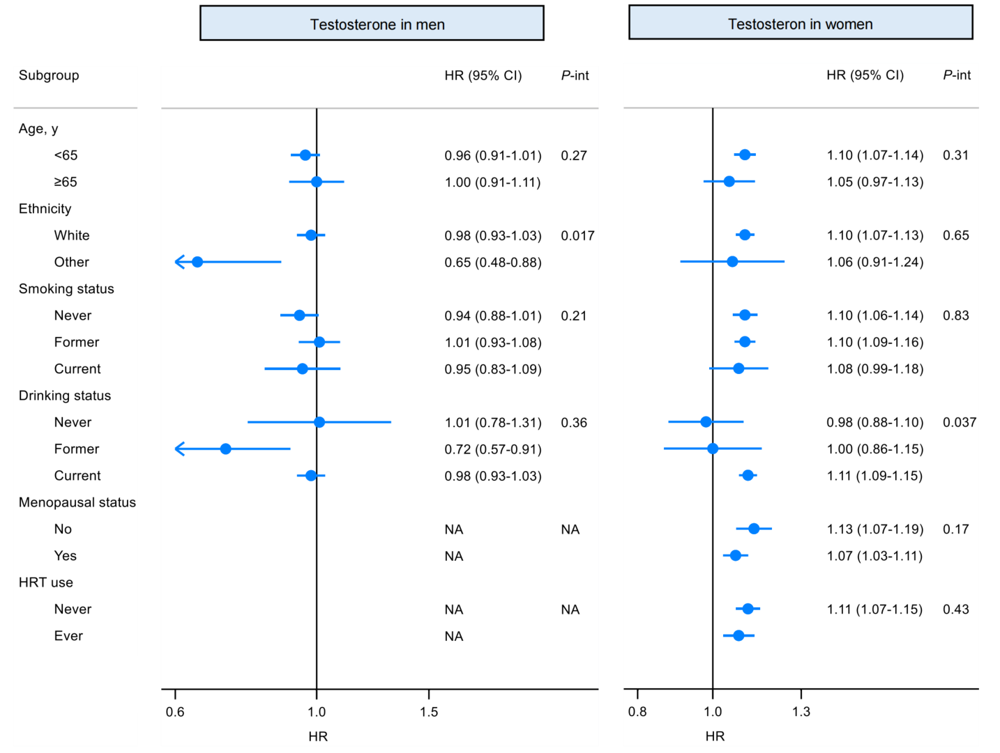 Testosterone in men Testosteron in women
Subgroup HR (95% CI) P-int HR (95% CI) P-int
Age, y
<65 0.96 (0.91-1.01) 0.27 1.10 (1.07-1.14) 0.31
≥65 1.00 (0.91-1.11) 1.05 (0.97-1.13)
Ethnicity
White 0.98 (0.93-1.03) 0.017 1.10 (1.07-1.13) 0.65
Other 0.65 (0.48-0.88) 1.06 (0.91-1.24)
Smoking status
Never 0.94 (0.88-1.01) 0.21 1.10 (1.06-1.14) 0.83
Former 1.01 (0.93-1.08) 1.10 (1.09-1.16)
Current 0.95 (0.83-1.09) 1.08 (0.99-1.18)
Drinking status
Never 1.01 (0.78-1.31) 0.36 0.98 (0.88-1.10) 0.037
Former 0.72 (0.57-0.91) 1.00 (0.86-1.15)
Current 0.98 (0.93-1.03) 1.11 (1.09-1.15)
Menopausal status
No NA NA 1.13 (1.07-1.19) 0.17
Yes NA 1.07 (1.03-1.11)
HRT use
Never NA NA 1.11 (1.07-1.15) 0.43
Ever NA
0.6 1.0 1.5 0.8 1.0 1.3
HR HR